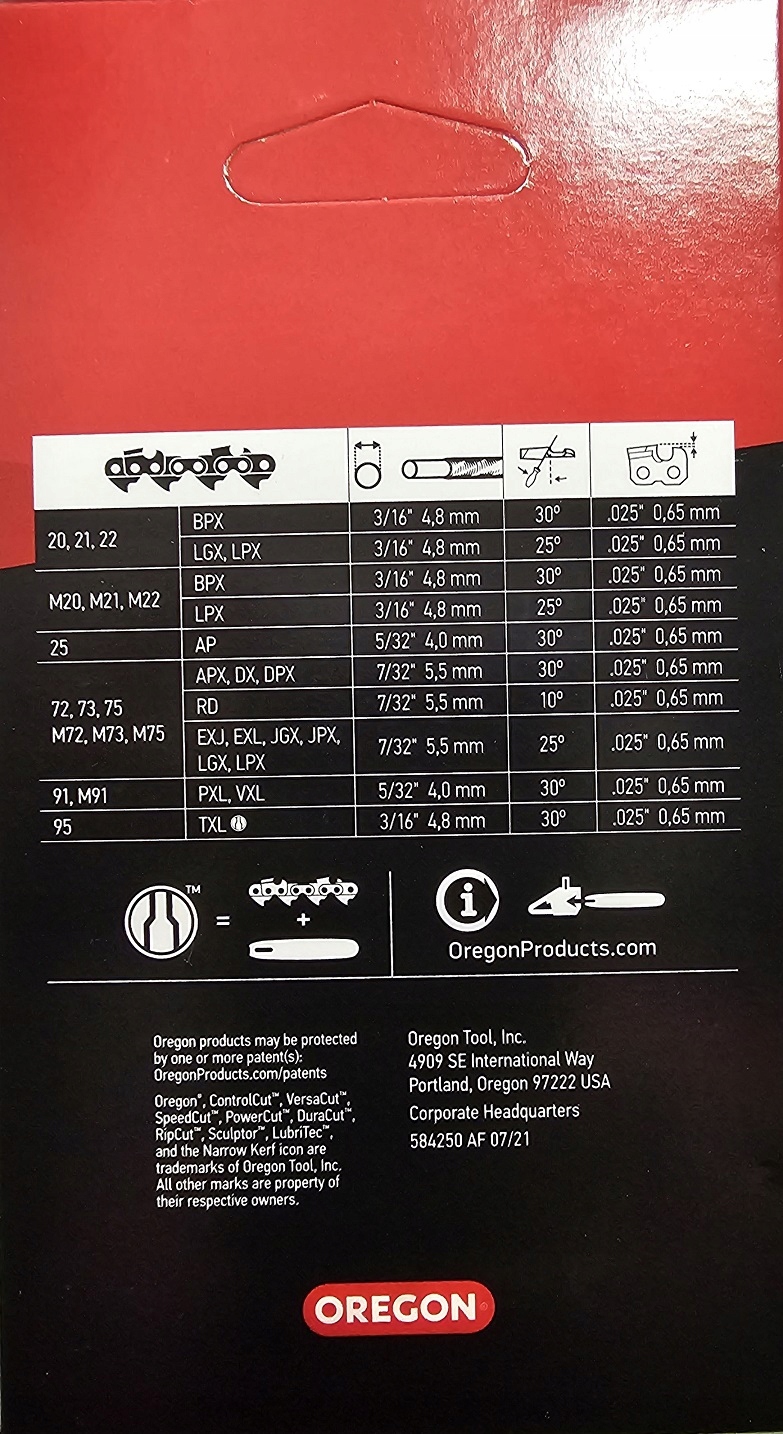 20, 21, 22 BPX 3/16" 4,8 mm 30° .025" 0,65 mm
LGX, LPX 3/16" 4,8 mm 25° .025" 0,65 mm
M20, M21, M22 BPX 3/16" 4,8 mm 30° .025" 0,65 mm
LPX 3/16" 4,8 mm 25° .025" 0,65 mm
25 AP 5/32" 4,0 mm 30° .025" 0,65 mm
72, 73, 75 APX, DX, DPX 7/32" 5,5 mm 30° .025" 0,65 mm
M72, M73, M75 RD 7/32" 5,5 mm 10° .025" 0,65 mm
EXJ, EXL, JGX, JPX, 7/32" 5,5 mm 25° .025" 0,65 mm
LGX, LPX
91, M91 PXL, VXL 5/32" 4,0 mm 30° .025" 0,65 mm
95 TXL 3/16" 4,8 mm 30° .025" 0,65 mm
™ = +
i
OregonProducts.com
Oregon products may be protected
by one or more patent(s):
OregonProducts.com/patents
Oregon®, ControlCut™, VersaCut™,
SpeedCut™, PowerCut™, DuraCut™,
RipCut™, Sculptor™, LubriTec™,
and the Narrow Kerf icon are
trademarks of Oregon Tool, Inc.
All other marks are property of
their respective owners.
Oregon Tool, Inc.
4909 SE International Way
Portland, Oregon 97222 USA
Corporate Headquarters
584250 AF 07/21
OREGON®